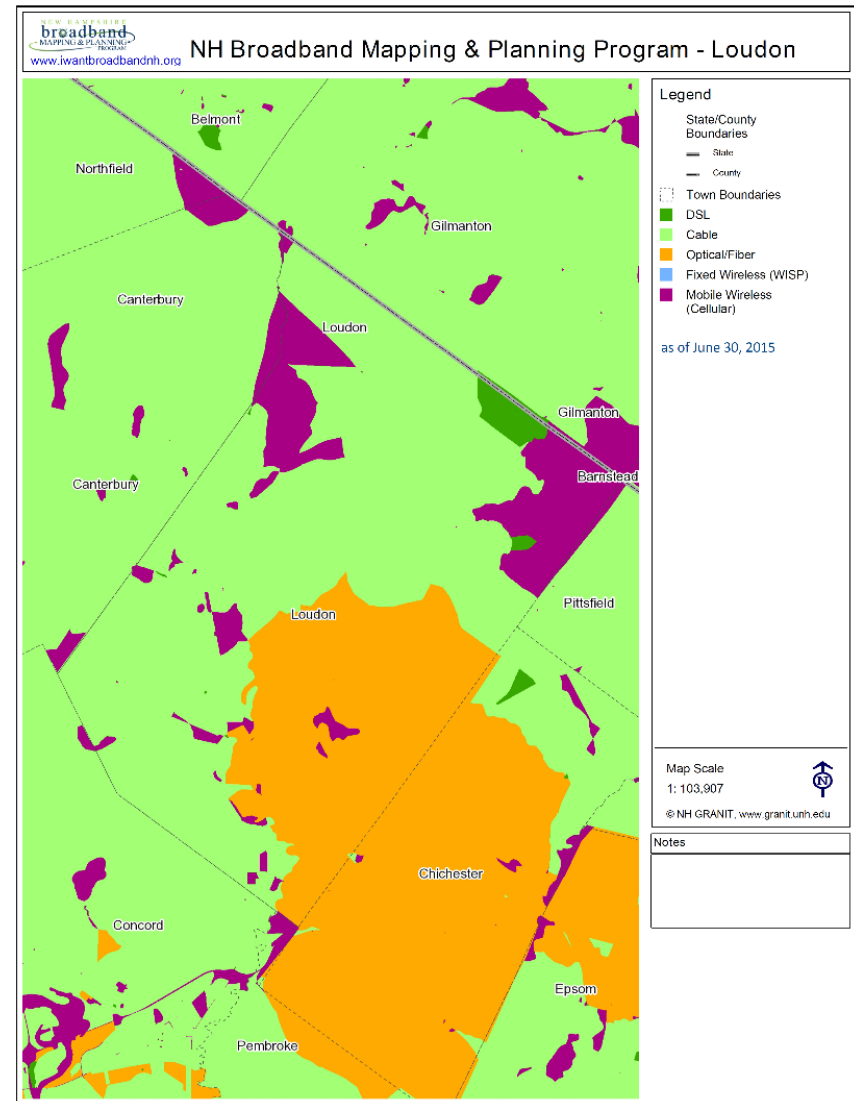 NEW HAMPSHIRE
broadband
MAPPING & PLANNING
PROGRAM
www.iwantbroadbandnh.org
NH Broadband Mapping & Planning Program - Loudon
Belmont
Northfield
Gilmanton
Canterbury
Loudon
Gilmanton
Barnstead
Canterbury
Pittsfield
Loudon
Chichester
Concord
Epsom
Pembroke
Legend
State/County
Boundaries
State
County
Town Boundaries
DSL
Cable
Optical/Fiber
Fixed Wireless (WISP)
Mobile Wireless
(Cellular)
as of June 30, 2015
Map Scale
1: 103,907
N
© NH GRANIT, www.granit.unh.edu
Notes